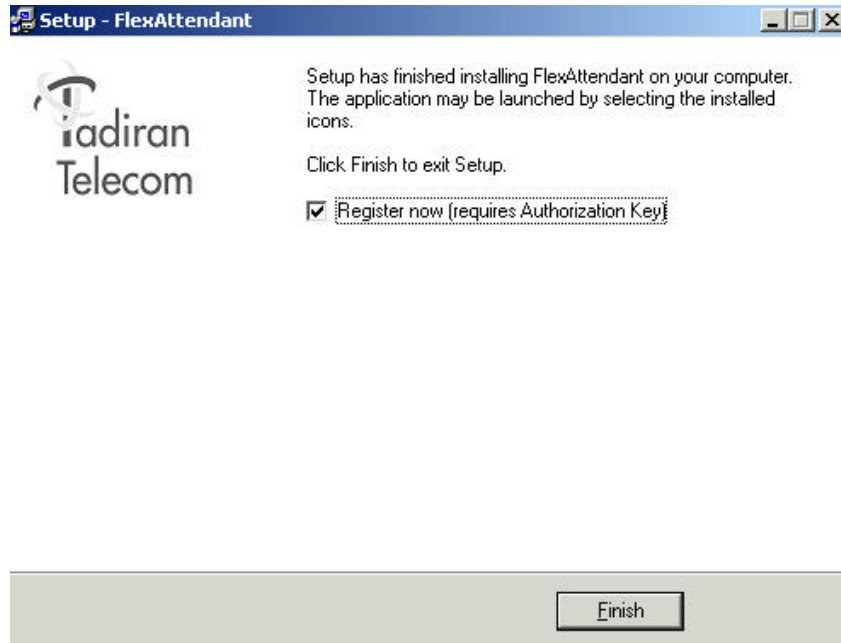 Setup - FlexAttendant
Tadiran
Telecom
Setup has finished installing FlexAttendant on your computer.
The application may be launched by selecting the installed
icons.
Click Finish to exit Setup.
Register now (requires Authorization Key)
Finish